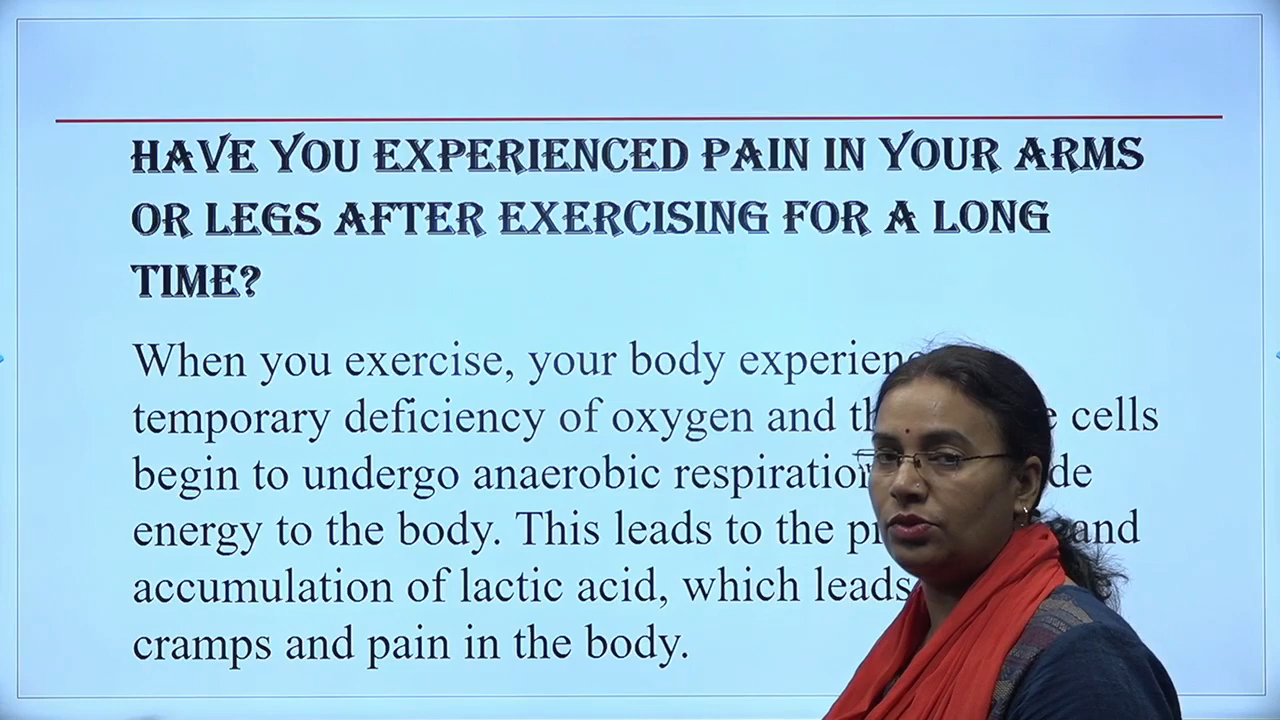 HAVE YOU EXPERIENCED PAIN IN YOUR ARMS
OR LEGS AFTER EXERCISING FOR A LONG
TIME?
When you exercise, your body
temporary deficiency of oxygen and cells
begin to undergo anaerobic respiration
energy to the body. This leads to the and
accumulation of lactic acid, which leads
cramps and pain in the body.